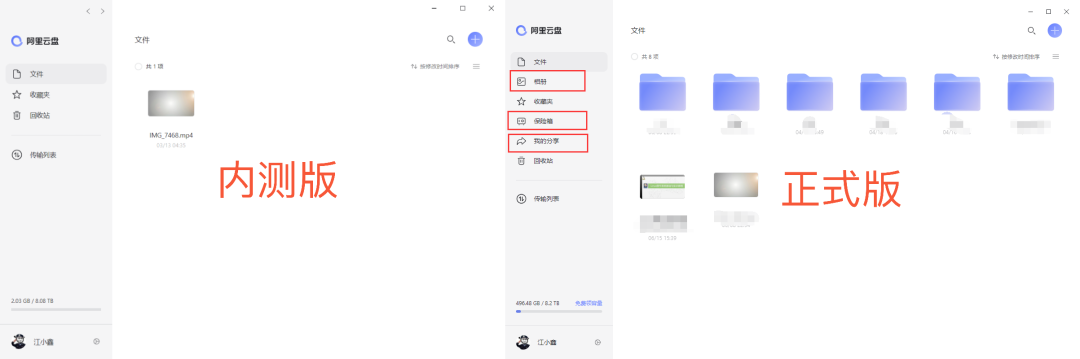 阿里云盘
文件
收藏夹
回收站
传输列表
2.03 GB / 8.08 TB
江小鑫
文件
共 1 项
按修改时间排序
IMG_7468.mp4
03/13 04:35
内测版
阿里云盘
文件
相册
收藏夹
保险箱
我的分享
回收站
传输列表
496.48 GB / 8.2 TB
免费领容量
江小鑫
文件
共 8 项
按修改时间排序
正式版